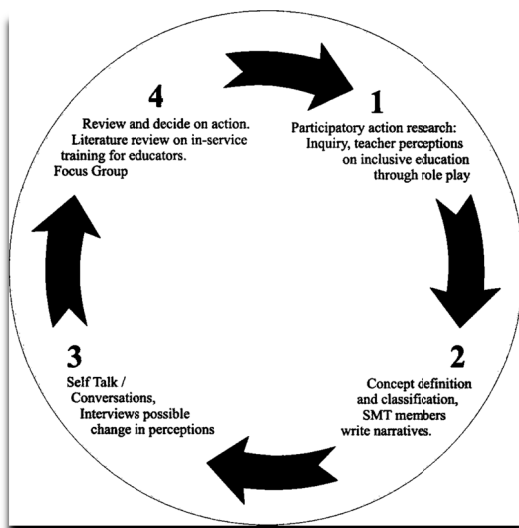 4
Review and decide on action.
Literature review on in-service
training for educators.
Focus Group
1
Participatory action research:
Inquiry, teacher perceptions
on inclusive education
through role play
2
Concept definition
and classification,
SMT members
write narratives.
3
Self Talk /
Conversations,
Interviews possible
change in perceptions